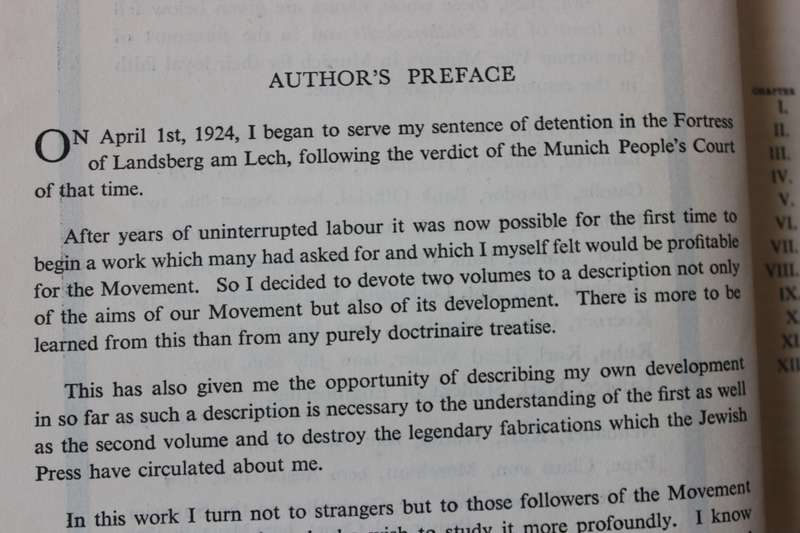 AUTHOR'S PREFACE
ON April 1st, 1924, I began to serve my sentence of detention in the Fortress
of Landsberg am Lech, following the verdict of the Munich People's Court
of that time.
After years of uninterrupted labour it was now possible for the first time to
begin a work which many had asked for and which I myself felt would be profitable
for the Movement. So I decided to devote two volumes to a description not only
of the aims of our Movement but also of its development. There is more to be
learned from this than from any purely doctrinaire treatise.
This has also given me the opportunity of describing my own development
in so far as such a description is necessary to the understanding of the first as well
as the second volume and to destroy the legendary fabrications which the Jewish
Press have circulated about me.
In this work I turn not to strangers but to those followers of the Movement
wish to study it more profoundly. I know
CHAPTER
I.
II.
III.
IV.
V.
VI.
VII.
VIII.
IX.
X.
XI
XII